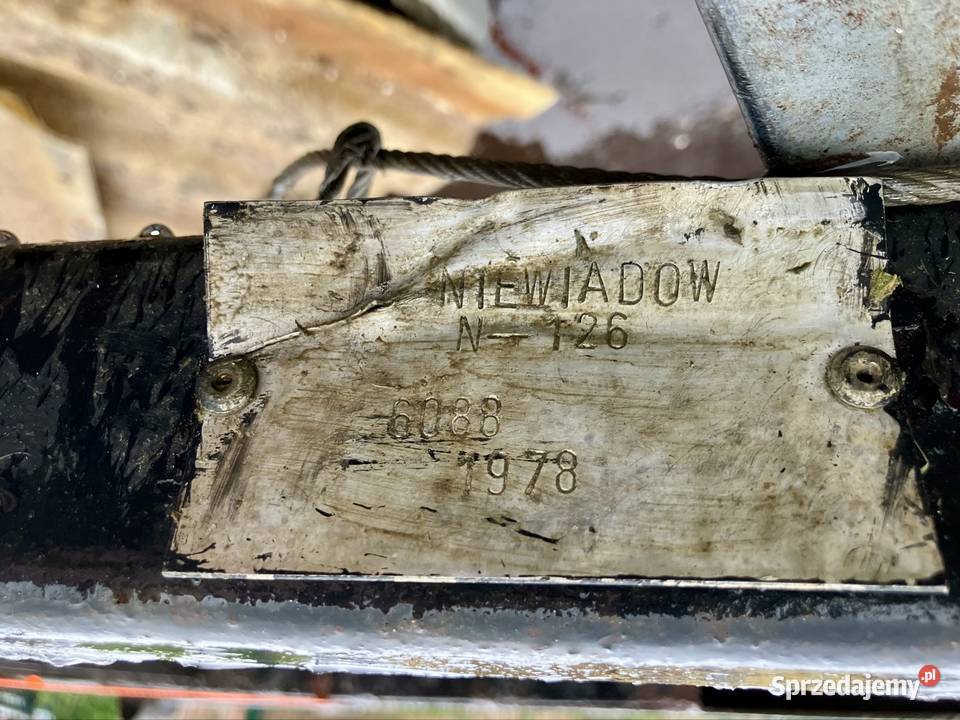 NIEWIADOW
N-126
6088
1978
Sprzedajemy.pl